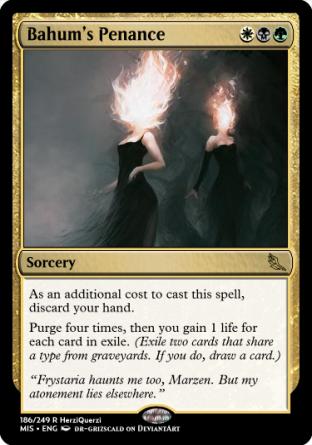 Bahum's Penance
Sorcery
As an additional cost to cast this spell,
discard your hand.
Purge four times, then you gain 1 life for
each card in exile. (Exile two cards that share
a type from graveyards. If you do, draw a card.)
"Frystaria haunts me too, Marzen. But my
atonement lies elsewhere."
186/249 R HerziQuerzi
MIS • ENG DR-GRIZSCALD ON DEVIANTART